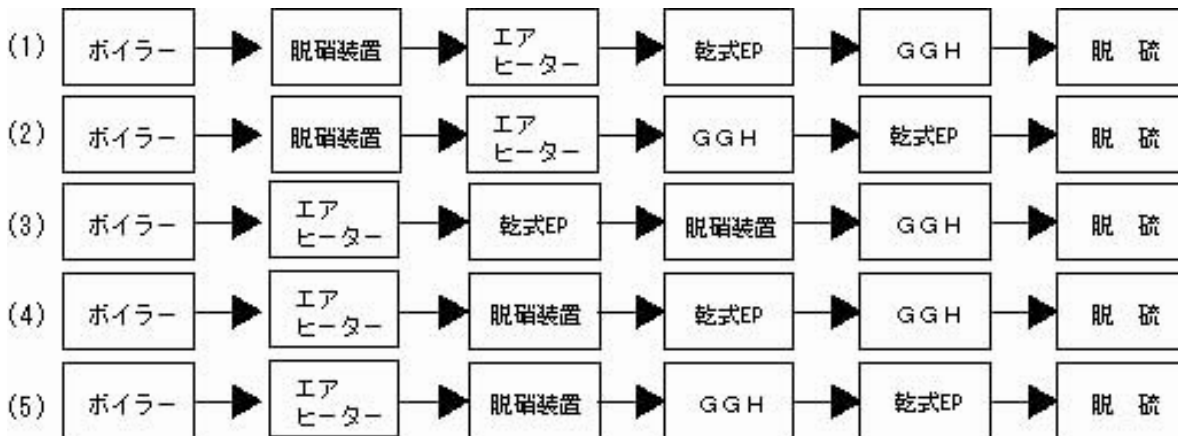 (1) ボイラー 脱硝装置 エア ヒーター 乾式EP GGH 脱 硫
(2) ボイラー 脱硝装置 エア ヒーター GGH 乾式EP 脱 硫
(3) ボイラー エア ヒーター 乾式EP 脱硝装置 GGH 脱 硫
(4) ボイラー エア ヒーター 脱硝装置 乾式EP GGH 脱 硫
(5) ボイラー エア ヒーター 脱硝装置 GGH 乾式EP 脱 硫